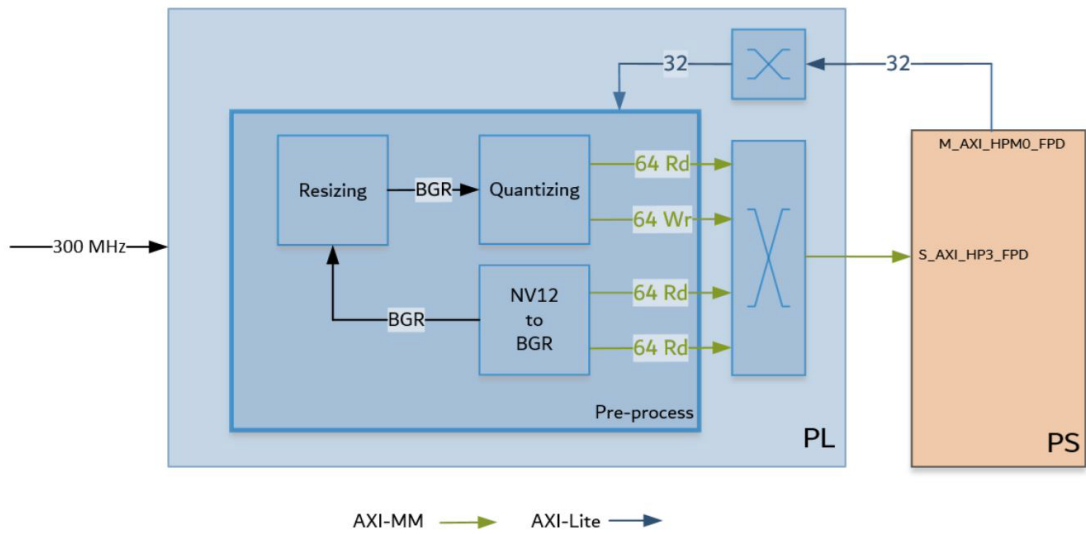 32
32
M_AXI_HPM0_FPD
Resizing
BGR
Quantizing
64 Rd
64 Wr
300 MHz
S_AXI_HP3_FPD
BGR
NV12
to
BGR
64 Rd
64 Rd
Pre-process
PL
PS
AXI-MM
AXI-Lite